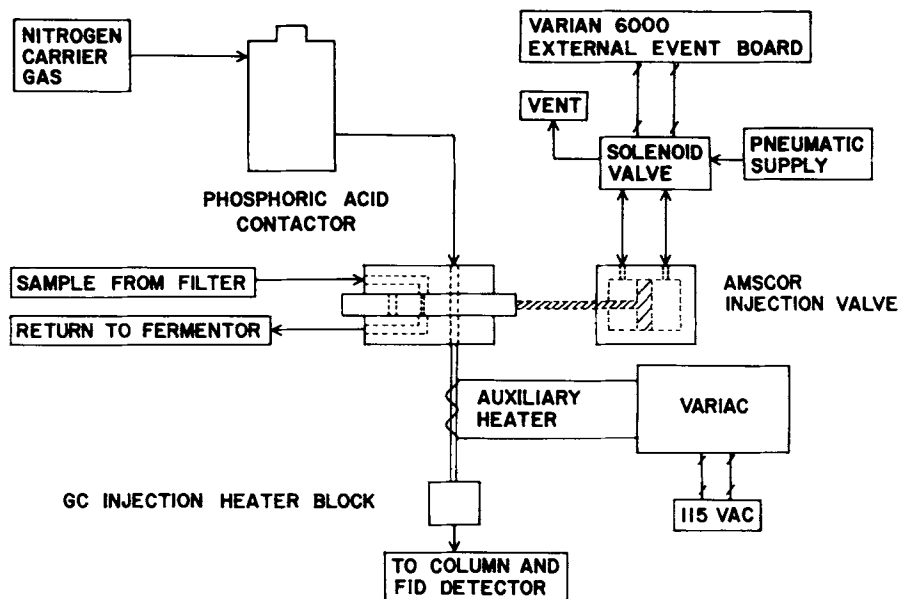 NITROGEN
CARRIER
GAS
VARIAN 6000
EXTERNAL EVENT BOARD
VENT
SOLENOID
VALVE
PNEUMATIC
SUPPLY
PHOSPHORIC ACID
CONTACTOR
SAMPLE FROM FILTER
RETURN TO FERMENTOR
AMSCOR
INJECTION VALVE
AUXILIARY
HEATER
VARIAC
GC INJECTION HEATER BLOCK
115 VAC
TO COLUMN AND
FID DETECTOR